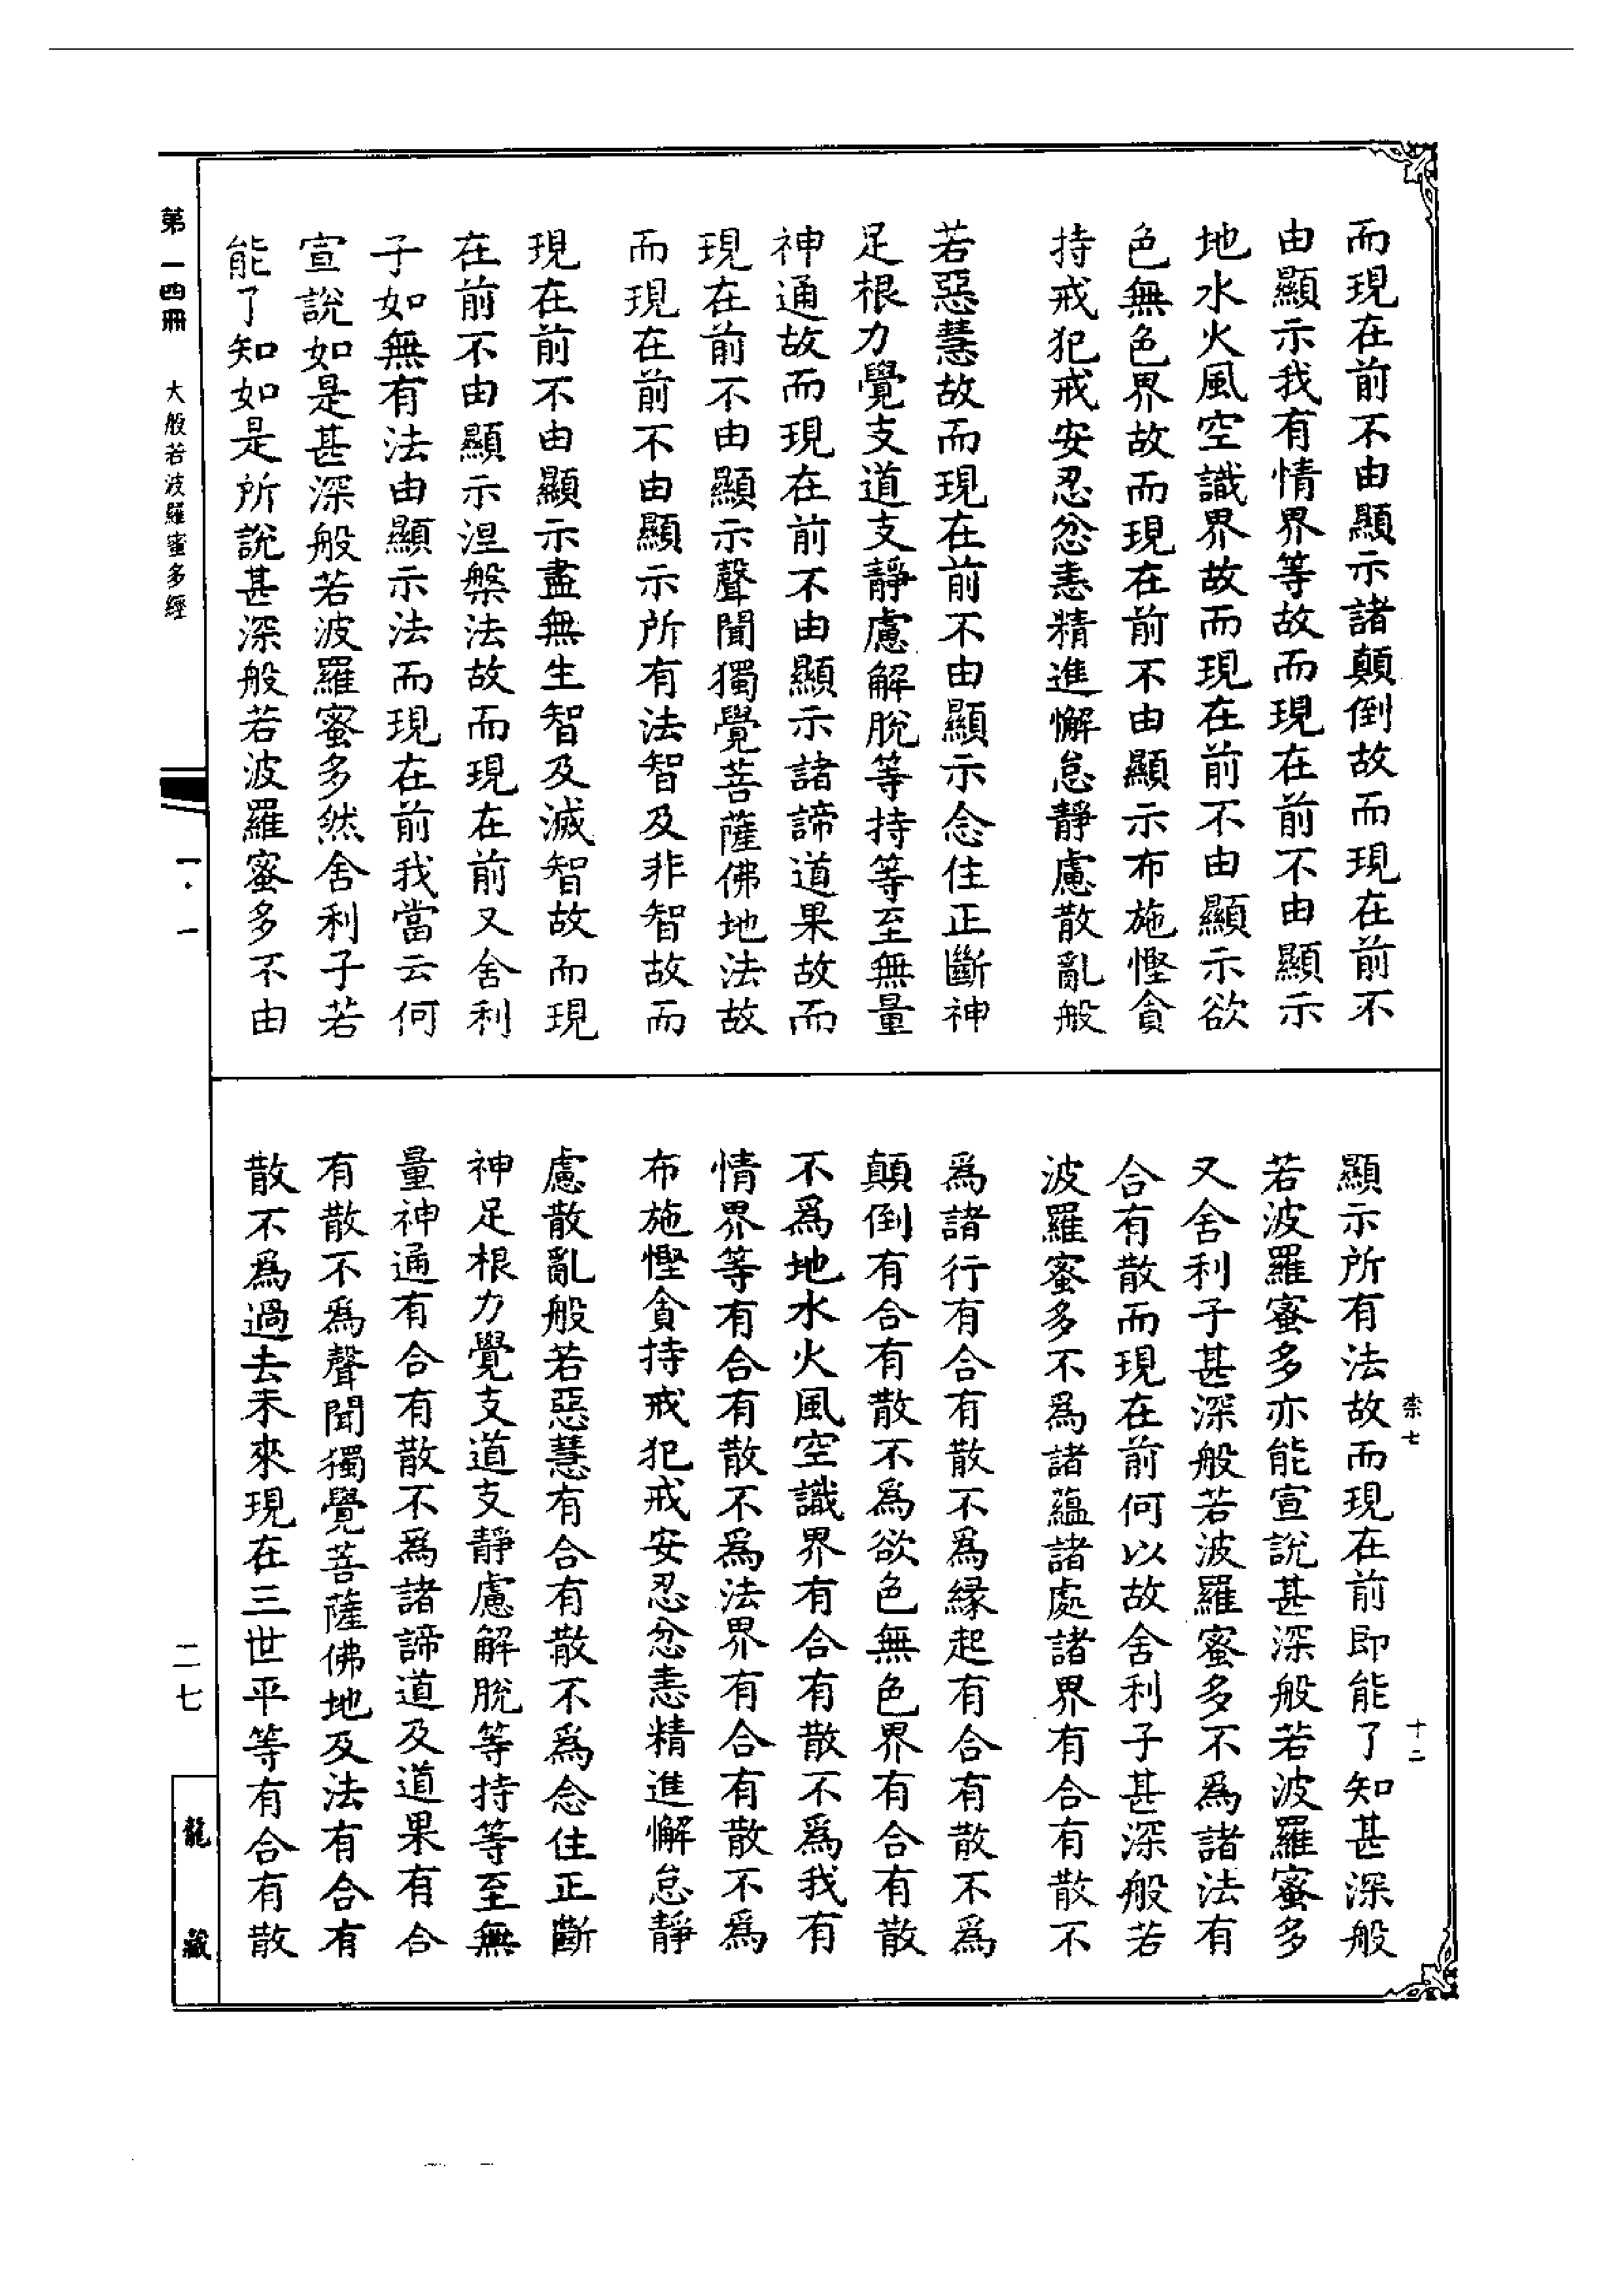 而現在前不由顯示諸顛倒故而現在前不
由顯示我有情界等故而現在前不由顯示
地水火風空識界故而現在前不由顯示欲
色無色界故而現在前不由顯示布施慳貪
持戒犯戒安忍忿恚精進懈怠靜慮散亂般
若惡慧故而現在前不由顯示念住正斷神
足根力覺支道支靜慮解脫等持等至無量
神通故而現在前不由顯示諸諦道果故而
現在前不由顯示聲聞獨覺菩薩佛地法故
而現在前不由顯示所有法智及非智故而
現在前不由顯示盡無生智及滅智故而現
在前不由顯示涅槃法故而現在前又舍利
子如無有法由顯示法而現在前我當云何
宣說如是甚深般若波羅蜜多然舍利子若
能了知如是所說甚深般若波羅蜜多不由
顯示所有法故而現在前即能了知甚深般
若波羅蜜多亦能宣說甚深般若波羅蜜多
又舍利子甚深般若波羅蜜多不爲諸法有
合有散而現在前何以故舍利子甚深般若
波羅蜜多不爲諸蘊諸處諸界有合有散不
爲諸行有合有散不爲緣起有合有散不爲
顛倒有合有散不爲欲色無色界有合有散
不爲地水火風空識界有合有散不爲我有
情界等有合有散不爲法界有合有散不爲
布施慳貪持戒犯戒安忍忿恚精進懈怠靜
慮散亂般若惡慧有合有散不爲念住正斷
神足根力覺支道支靜慮解脫等持等至無
量神通有合有散不爲諸諦道及道果有合
有散不爲聲聞獨覺菩薩佛地及法有合有
散不爲過去未來現在三世平等有合有散
柰七
十二
第一四冊 大般若波羅蜜多經
一·一
二七
龍藏